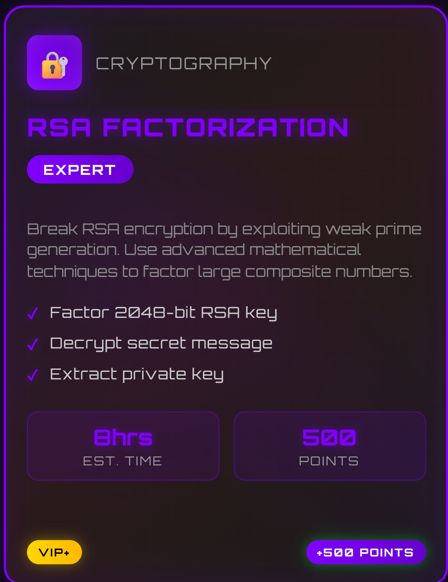 CRYPTOGRAPHY
RSA FACTORIZATION
EXPERT
Break RSA encryption by exploiting weak prime
generation. Use advanced mathematical
techniques to factor large composite numbers.
✓ Factor 2048-bit RSA key
✓ Decrypt secret message
✓ Extract private key
8hrs
EST. TIME
500
POINTS
VIP+
+500 POINTS